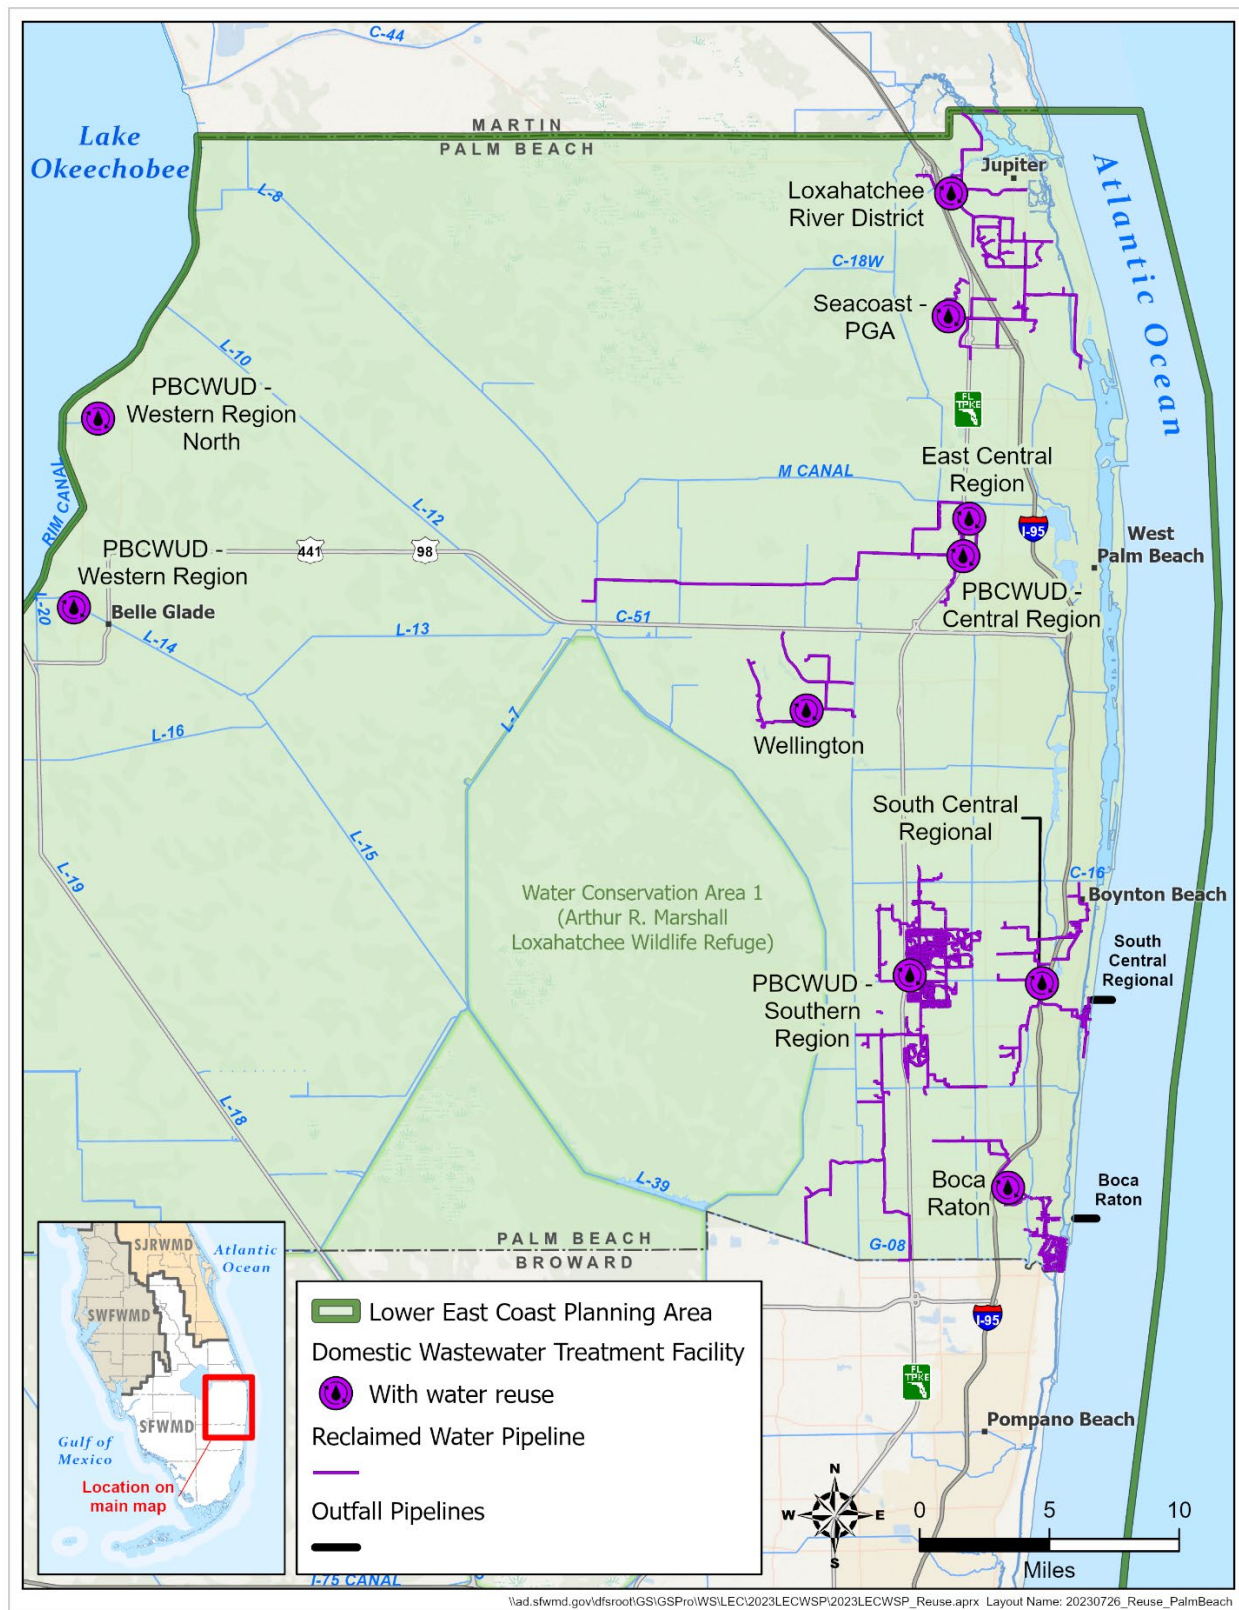 C-44
Lake
Okeechobee
MARTIN
PALM BEACH
Jupiter
Loxahatchee
River District
Atlantic Ocean
L-8
C-18W
Seacoast -
PGA
L-10
PBCWUD -
Western Region
North
FL
TPKE
East Central
Region
M CANAL
RIM CANAL
L-12
I-95
West
Palm Beach
PBCWUD -
Western Region
441
98
PBCWUD -
Central Region
L-20
Belle Glade
C-51
L-13
L-14
L-7
L-16
Wellington
South Central
Regional
L-15
L-19
C-16
Boynton Beach
Water Conservation Area 1
(Arthur R. Marshall
Loxahatchee Wildlife Refuge)
South
Central
Regional
PBCWUD -
Southern
Region
L-18
L-39
Boca
Raton
Boca
Raton
PALM BEACH
BROWARD
G-08
SJRWMD
Atlantic
Ocean
SWFWMD
SFWMD
Gulf of
Mexico
Location on
main map
Lower East Coast Planning Area
Domestic Wastewater Treatment Facility
With water reuse
Reclaimed Water Pipeline
Outfall Pipelines
I-95
FL
TPKE
Pompano Beach
N
W
E
S
0
5
10
Miles
I-75 CANAL
\\ad.sfwmd.gov\dfsroot\GS\GSPro\WS\LEC\2023LECWSP\2023LECWSP_Reuse.aprx Layout Name: 20230726_Reuse_PalmBeach